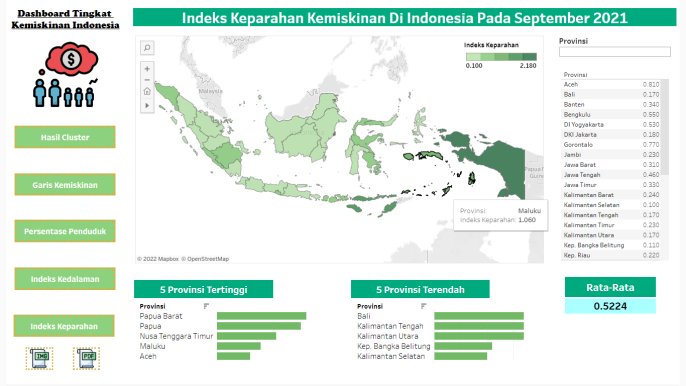 Dashboard Tingkat
Kemiskinan Indonesia
Hasil Cluster
Garis Kemiskinan
Persentase Penduduk
Indeks Kedalaman
Indeks Keparahan
IMG
PDF
Indeks Keparahan Kemiskinan Di Indonesia Pada September 2021
Malaysia
Indeks Keparahan
0.100 2.180
Provinsi: Maluku
Indeks Keparahan: 1.060
© 2022 Mapbox © OpenStreetMap
Provinsi
Provinsi
Aceh 0.810
Bali 0.170
Banten 0.340
Bengkulu 0.550
DI Yogyakarta 0.530
DKI Jakarta 0.180
Gorontalo 0.770
Jambi 0.230
Jawa Barat 0.310
Jawa Tengah 0.460
Jawa Timur 0.330
Kalimantan Barat 0.240
Kalimantan Selatan 0.100
Kalimantan Tengah 0.170
Kalimantan Timur 0.230
Kalimantan Utara 0.170
Kep. Bangka Belitung 0.110
Kep. Riau 0.220
5 Provinsi Tertinggi
Provinsi
Papua Barat
Papua
Nusa Tenggara Timur
Maluku
Aceh
5 Provinsi Terendah
Provinsi
Bali
Kalimantan Tengah
Kalimantan Utara
Kep. Bangka Belitung
Kalimantan Selatan
Rata-Rata
0.5224